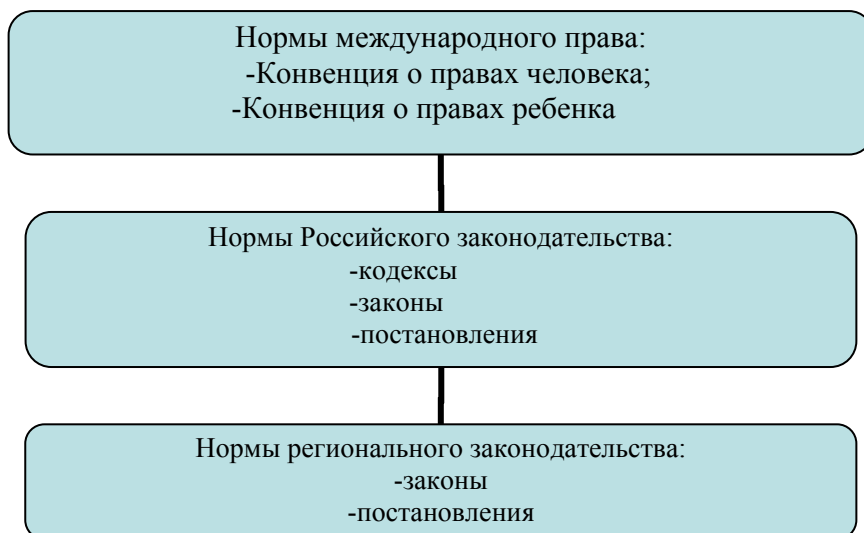 Нормы международного права:
-Конвенция о правах человека;
-Конвенция о правах ребенка
Нормы Российского законодательства:
-кодексы
-законы
-постановления
Нормы регионального законодательства:
-законы
-постановления